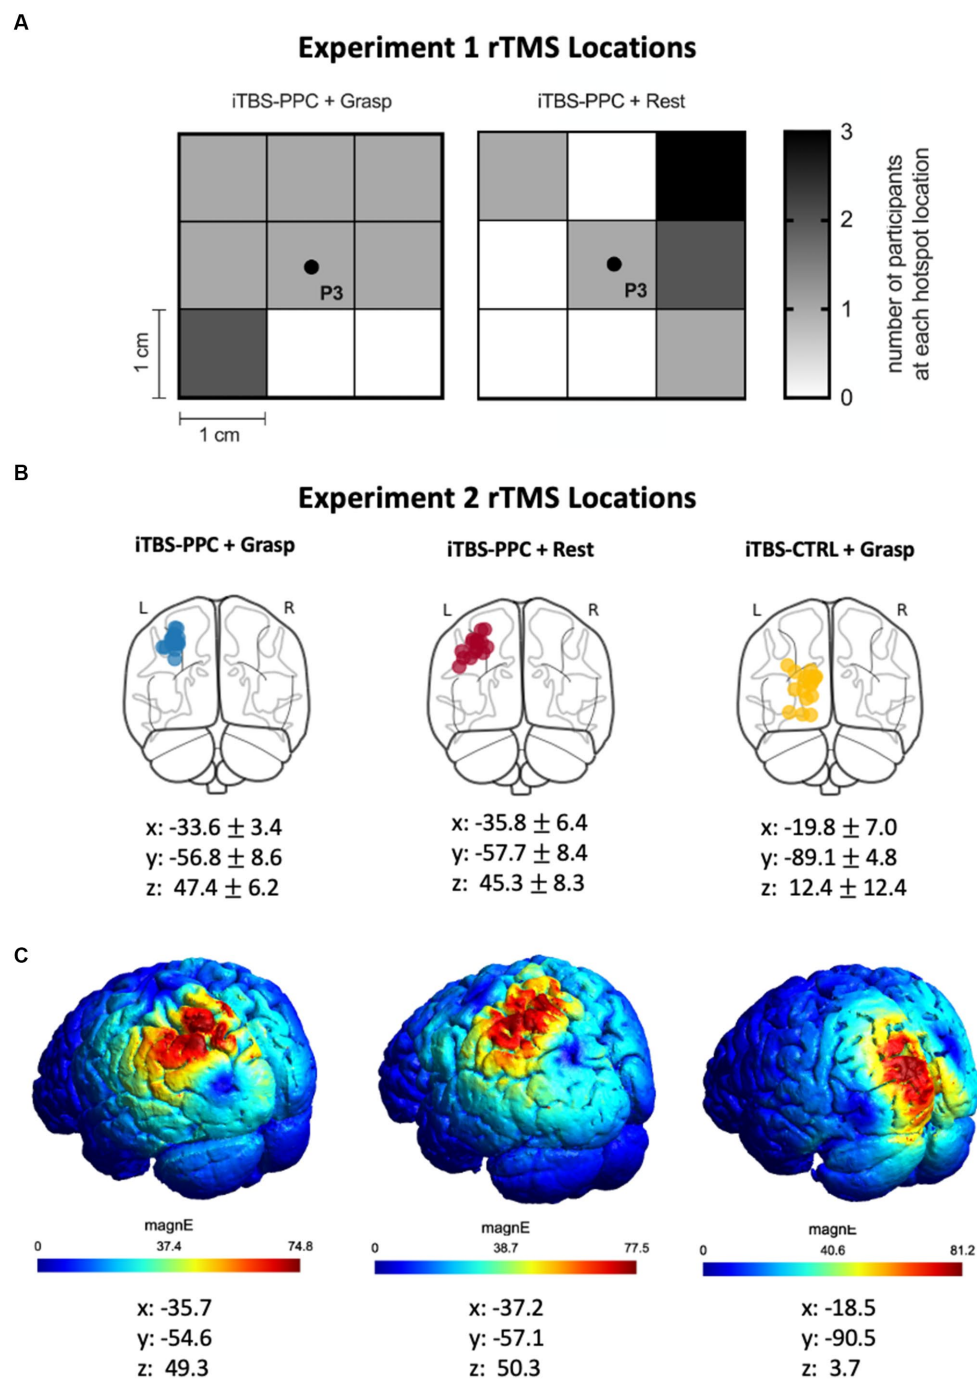 A
Experiment 1 rTMS Locations
iTBS-PPC + Grasp
iTBS-PPC + Rest
P3
P3
1 cm
1 cm
3
2
1
0
number of participants
at each hotspot location
B
Experiment 2 rTMS Locations
iTBS-PPC + Grasp
iTBS-PPC + Rest
iTBS-CTRL + Grasp
L R
L R
L R
x: -33.6 ± 3.4
y: -56.8 ± 8.6
z: 47.4 ± 6.2
x: -35.8 ± 6.4
y: -57.7 ± 8.4
z: 45.3 ± 8.3
x: -19.8 ± 7.0
y: -89.1 ± 4.8
z: 12.4 ± 12.4
C
magnE
0 37.4 74.8
x: -35.7
y: -54.6
z: 49.3
magnE
0 38.7 77.5
x: -37.2
y: -57.1
z: 50.3
magnE
0 40.6 81.2
x: -18.5
y: -90.5
z: 3.7